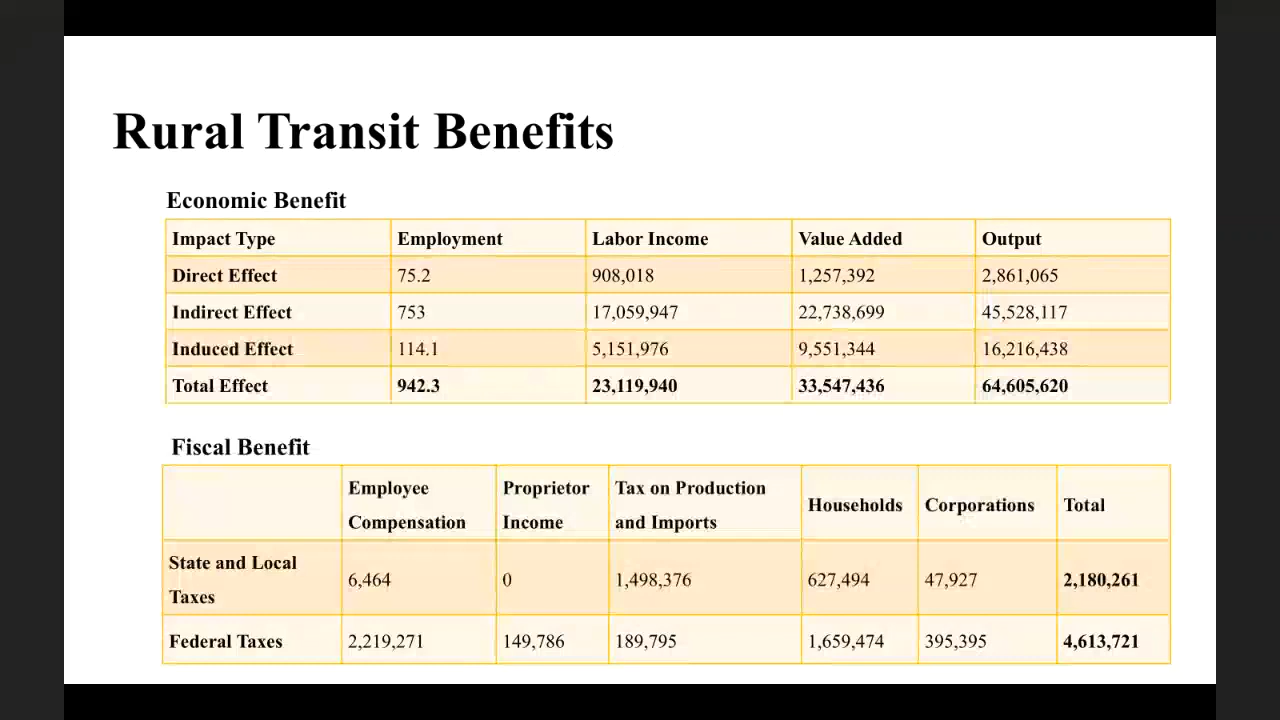 Rural Transit Benefits
Economic Benefit
Impact Type Employment Labor Income Value Added Output
Direct Effect 75.2 908,018 1,257,392 2,861,065
Indirect Effect 753 17,059,947 22,738,699 45,528,117
Induced Effect 114.1 5,151,976 9,551,344 16,216,438
Total Effect 942.3 23,119,940 33,547,436 64,605,620
Fiscal Benefit
Employee Compensation Proprietor Income Tax on Production and Imports Households Corporations Total
State and Local Taxes 6,464 0 1,498,376 627,494 47,927 2,180,261
Federal Taxes 2,219,271 149,786 189,795 1,659,474 395,395 4,613,721